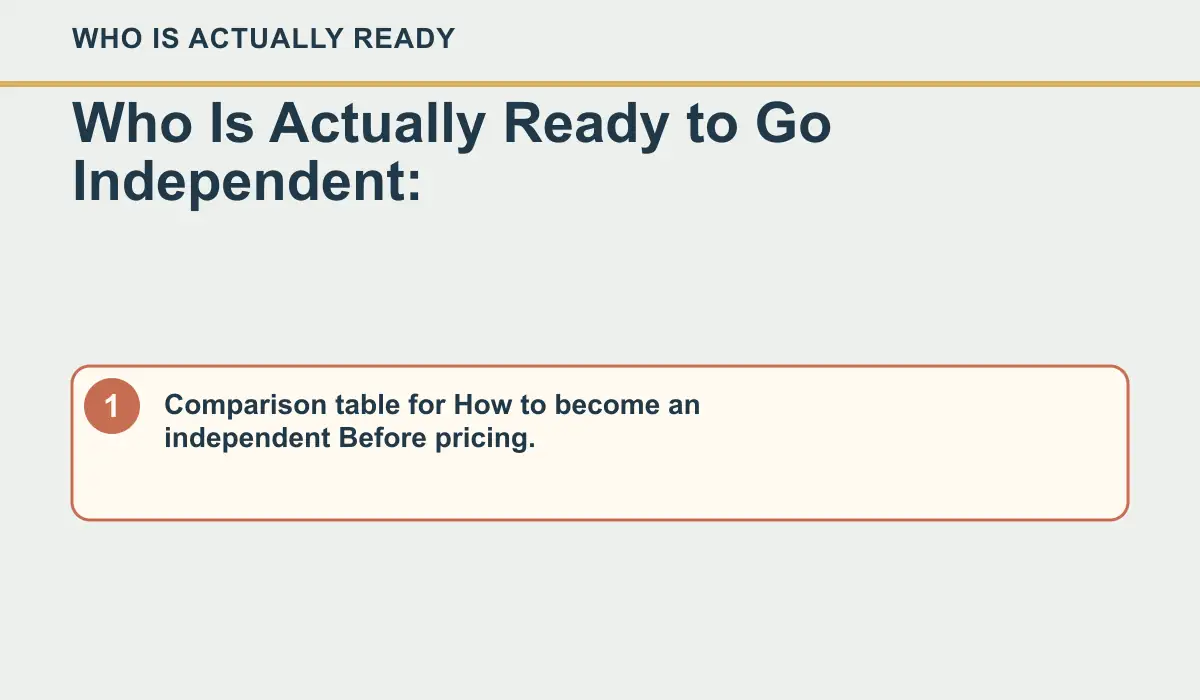 WHO IS ACTUALLY READY
Who Is Actually Ready to Go
Independent:
1
Comparison table for How to become an
independent Before pricing.